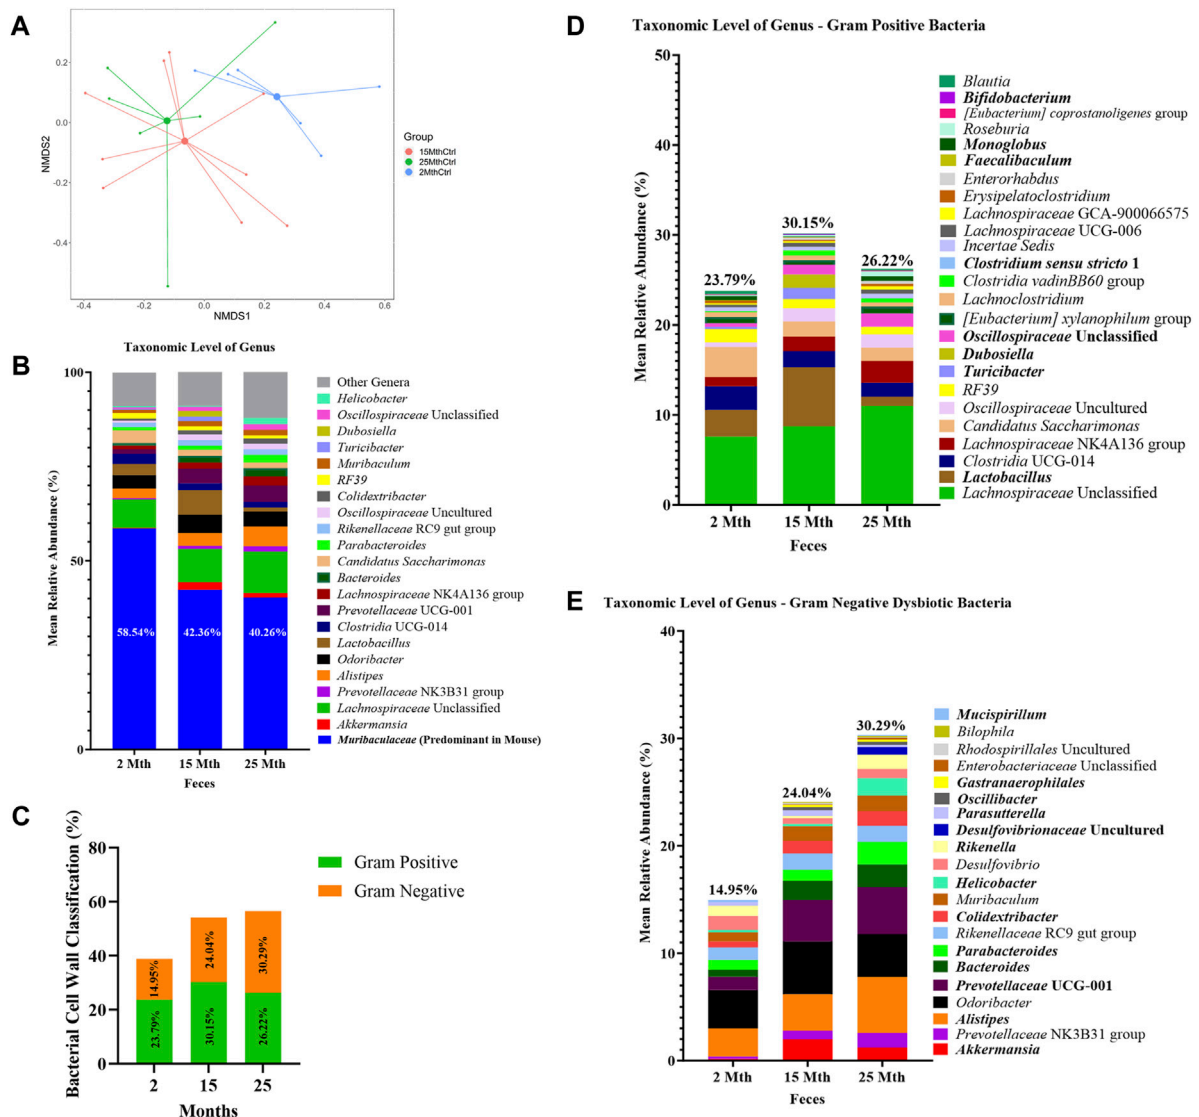 A
0.2
0.0
-0.2
-0.4
NMDS2
-0.4
-0.2
0.0
0.2
0.4
0.6
NMDS1
Group
15MthCtrl
25MthCtrl
2MthCtrl
B
Taxonomic Level of Genus
Mean Relative Abundance (%)
100
50
0
58.54%
42.36%
40.26%
2 Mth
15 Mth
25 Mth
Feces
Other Genera
Helicobacter
Oscillospiraceae Unclassified
Dubosiella
Turicibacter
Muribaculum
RF39
Colidextribacter
Oscillospiraceae Uncultured
Rikenellaceae RC9 gut group
Parabacteroides
Candidatus Saccharimonas
Bacteroides
Lachnospiraceae NK4A136 group
Prevotellaceae UCG-001
Clostridia UCG-014
Lactobacillus
Odoribacter
Alistipes
Prevotellaceae NK3B31 group
Lachnospiraceae Unclassified
Akkermansia
Muribaculaceae (Predominant in Mouse)
C
Bacterial Cell Wall Classification (%)
80
60
40
20
0
14.95%
23.79%
24.04%
30.15%
30.29%
26.22%
2
15
25
Months
Gram Positive
Gram Negative
D
Taxonomic Level of Genus - Gram Positive Bacteria
Mean Relative Abundance (%)
50
40
30
20
10
0
23.79%
30.15%
26.22%
2 Mth
15 Mth
25 Mth
Feces
Blautia
Bifidobacterium
[Eubacterium] coprostanoligenes group
Roseburia
Monoglobus
Faecalibaculum
Enterorhabdus
Erysipelatoclostridium
Lachnospiraceae GCA-900066575
Lachnospiraceae UCG-006
Incertae Sedis
Clostridium sensu stricto 1
Clostridia vadinBB60 group
Lachnoclostridium
[Eubacterium] xylanophilum group
Oscillospiraceae Unclassified
Dubosiella
Turicibacter
RF39
Oscillospiraceae Uncultured
Candidatus Saccharimonas
Lachnospiraceae NK4A136 group
Clostridia UCG-014
Lactobacillus
Lachnospiraceae Unclassified
E
Taxonomic Level of Genus - Gram Negative Dysbiotic Bacteria
Mean Relative Abundance (%)
40
30
20
10
0
14.95%
24.04%
30.29%
2 Mth
15 Mth
25 Mth
Feces
Mucispirillum
Bilophila
Rhodospirillales Uncultured
Enterobacteriaceae Unclassified
Gastranaerophilales
Oscillibacter
Parasutterella
Desulfovibrionaceae Uncultured
Rikenella
Desulfovibrio
Helicobacter
Muribaculum
Colidextribacter
Rikenellaceae RC9 gut group
Parabacteroides
Bacteroides
Prevotellaceae UCG-001
Odoribacter
Alistipes
Prevotellaceae NK3B31 group
Akkermansia